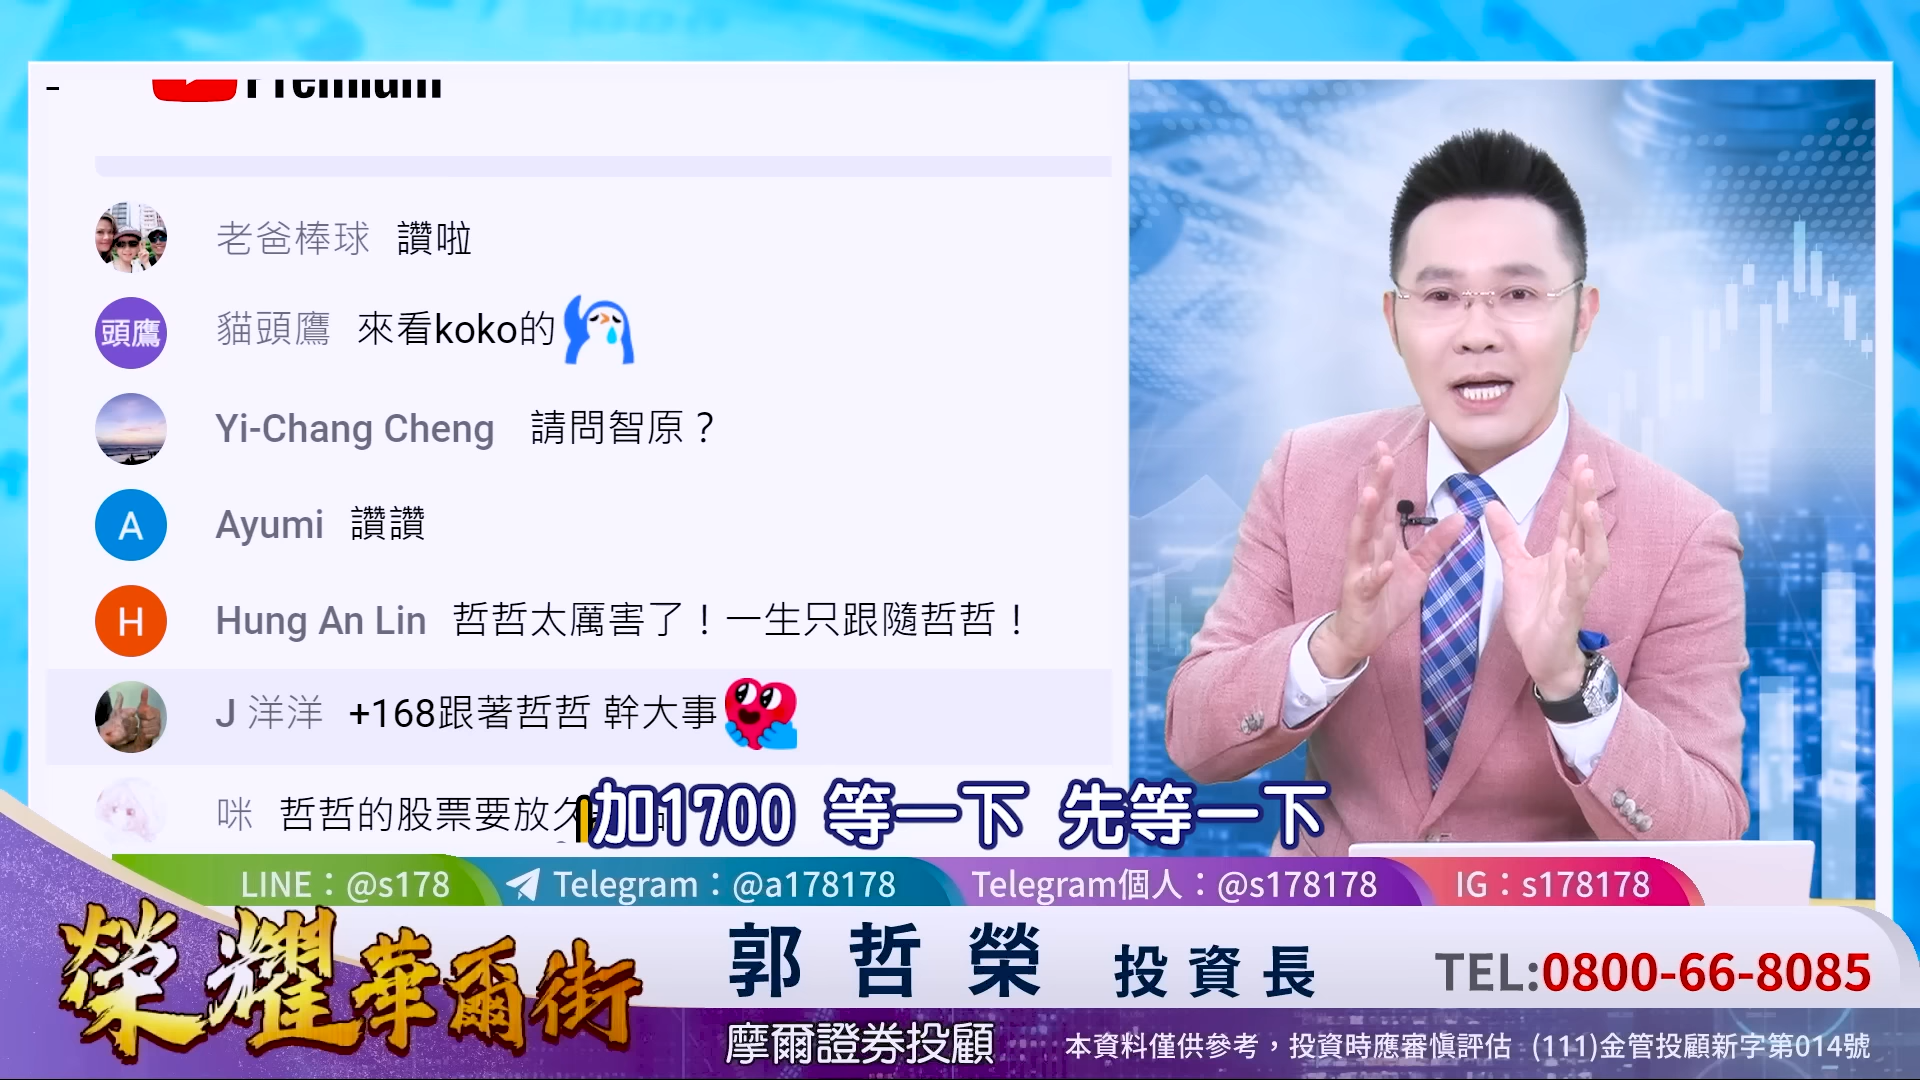 Premium
老爸棒球 讚啦
頭鷹 貓頭鷹 來看koko的
Yi-Chang Cheng 請問智原？
A Ayumi 讚讚
H Hung An Lin 哲哲太厲害了！一生只跟隨哲哲！
J 洋洋 +168跟著哲哲 幹大事
咪 哲哲的股票要放久
加1700 等一下 先等一下
LINE：@s178 Telegram：@a178178 Telegram個人：@s178178 IG：s178178
榮耀華爾街
郭哲榮 投資長 TEL:0800-66-8085
摩爾證券投顧 本資料僅供參考，投資時應審慎評估 (111)金管投顧新字第014號